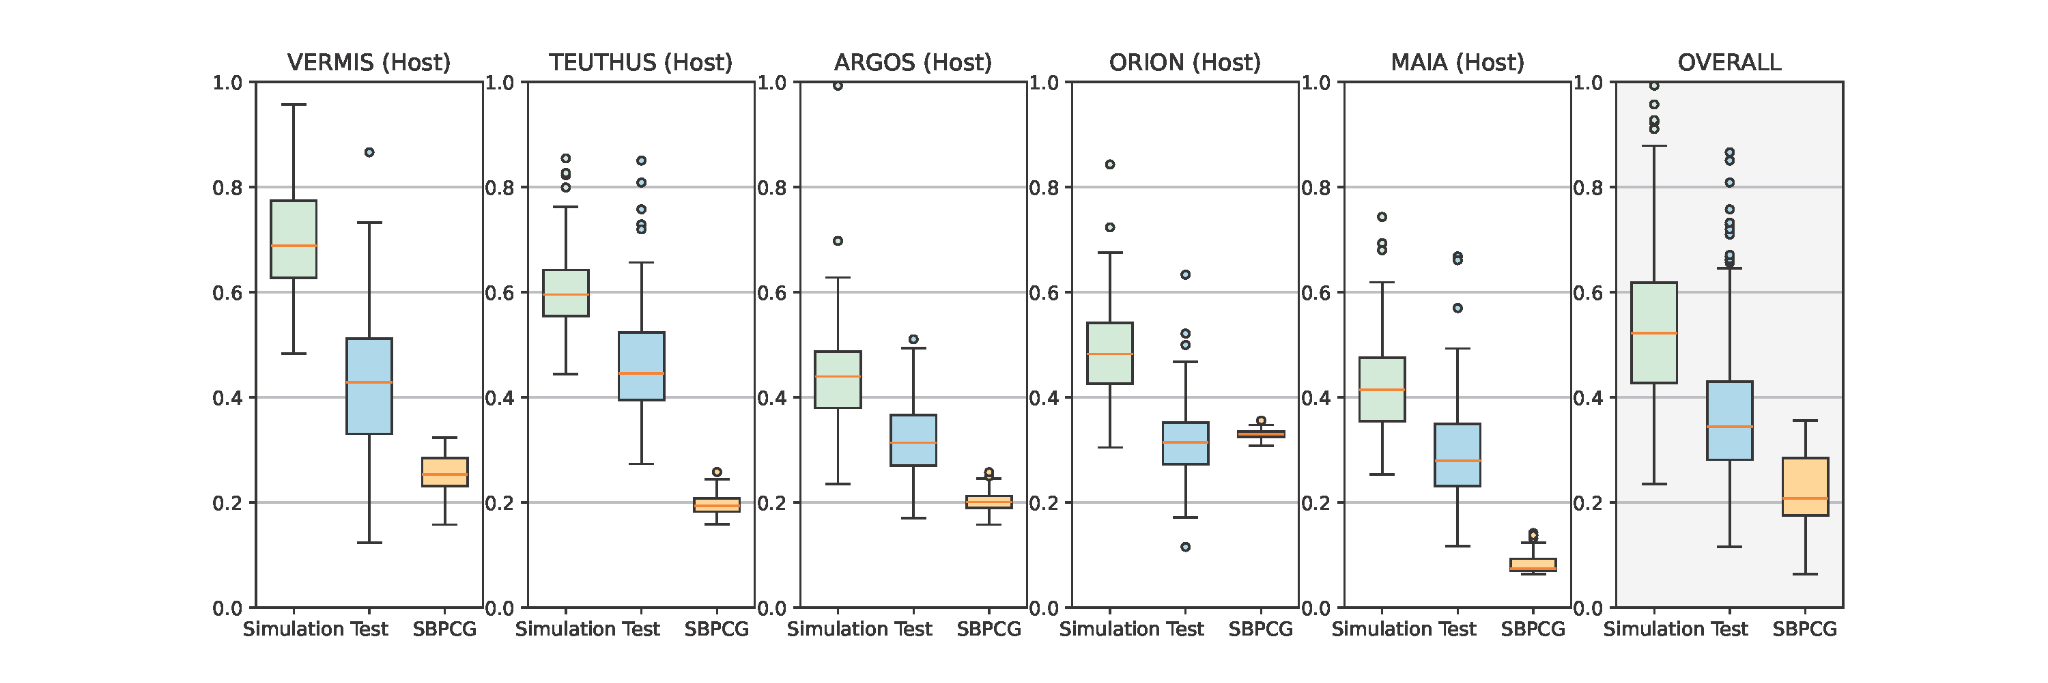 VERMIS (Host) TEUTHUS (Host) ARGOS (Host) ORION (Host) MAIA (Host) OVERALL
1.0 1.0 1.0 1.0 1.0 1.0
0.8 0.8 0.8 0.8 0.8 0.8
0.6 0.6 0.6 0.6 0.6 0.6
0.4 0.4 0.4 0.4 0.4 0.4
0.2 0.2 0.2 0.2 0.2 0.2
0.0 0.0 0.0 0.0 0.0 0.0
Simulation Test SBPCG Simulation Test SBPCG Simulation Test SBPCG Simulation Test SBPCG Simulation Test SBPCG Simulation Test SBPCG